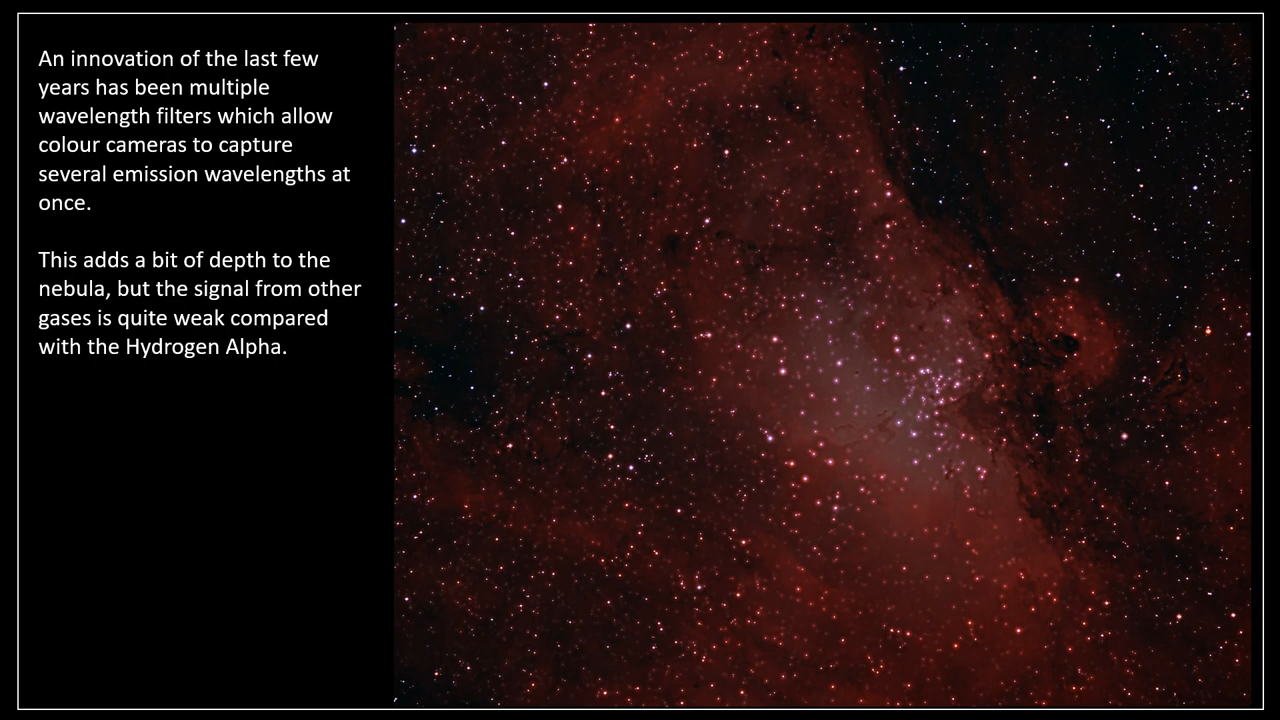 An innovation of the last few
years has been multiple
wavelength filters which allow
colour cameras to capture
several emission wavelengths at
once.
This adds a bit of depth to the
nebula, but the signal from other
gases is quite weak compared
with the Hydrogen Alpha.